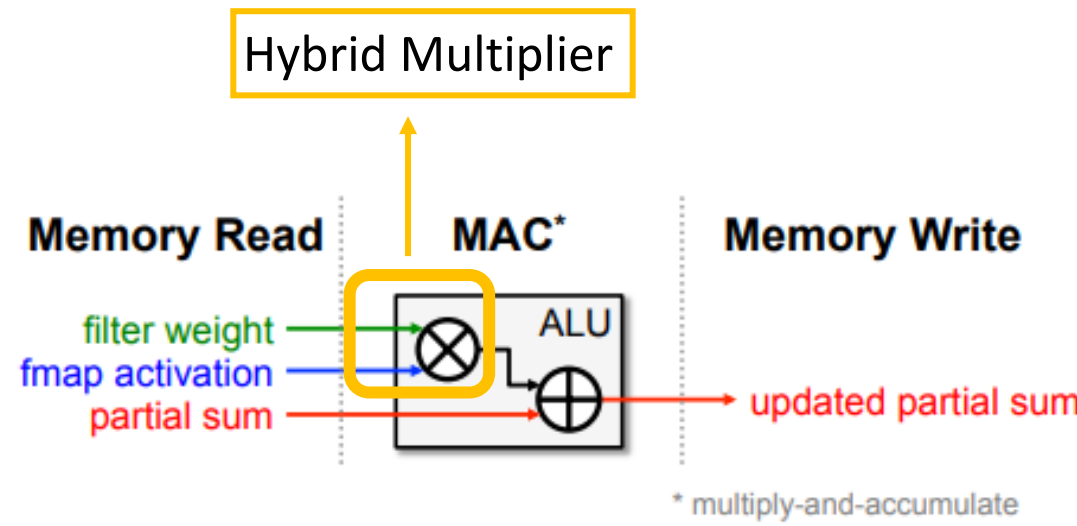 Hybrid Multiplier
Memory Read
MAC*
Memory Write
filter weight
fmap activation
partial sum
ALU
updated partial sum
* multiply-and-accumulate